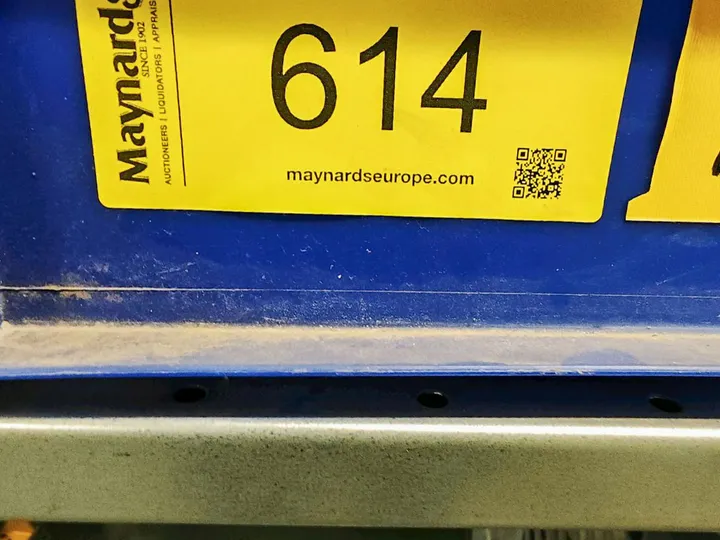 Maynards
SINCE 1902
AUCTIONEERS | LIQUIDATORS | APPRAIS
614
maynardseurope.com